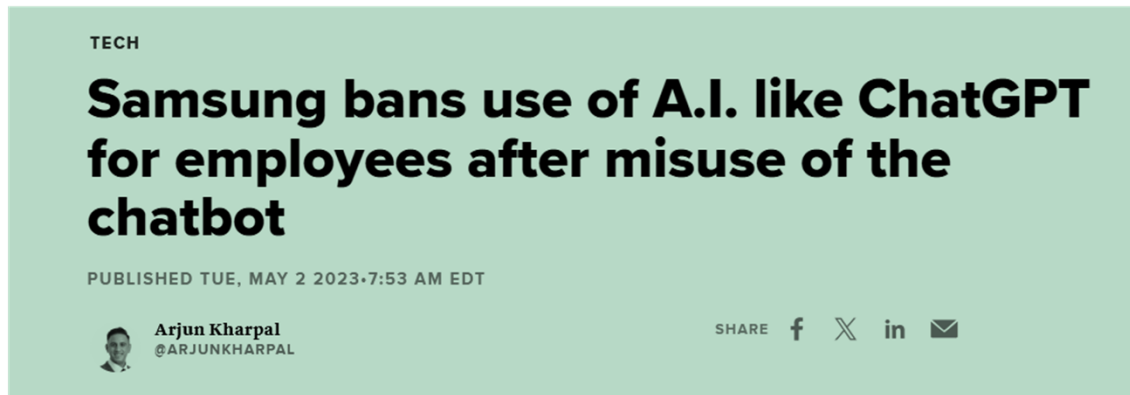 TECH
Samsung bans use of A.I. like ChatGPT
for employees after misuse of the
chatbot
PUBLISHED TUE, MAY 2 2023•7:53 AM EDT
Arjun Kharpal
@ARJUNKHARPAL
SHARE